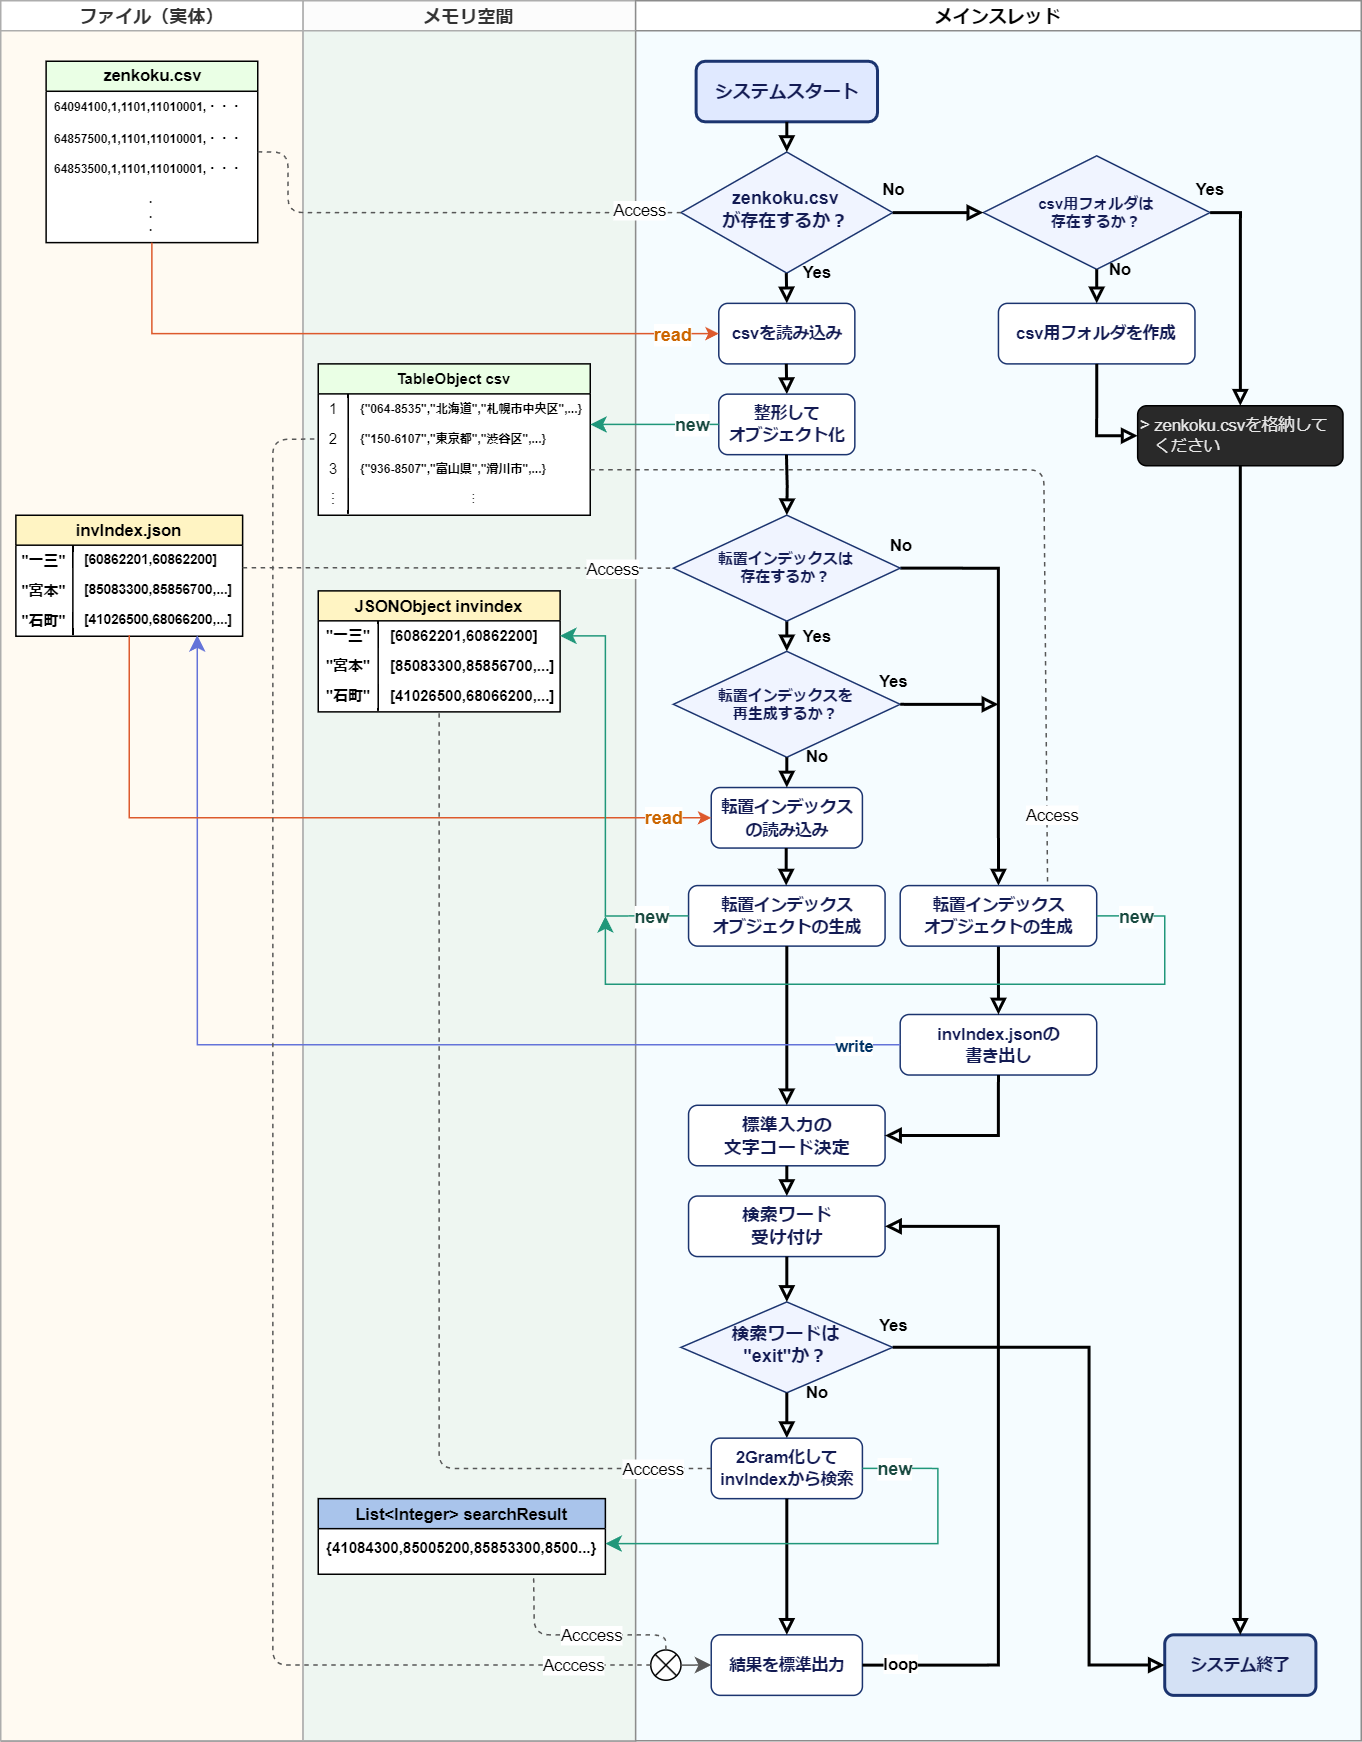 ファイル（実体）
メモリ空間
メインスレッド
zenkoku.csv
64094100,1,1101,11010001,・・・
64857500,1,1101,11010001,・・・
64853500,1,1101,11010001,・・・
.
.
.
システムスタート
Access
zenkoku.csv
が存在するか？
No
Yes
csv用フォルダは
存在するか？
Yes
No
read
csvを読み込み
csv用フォルダを作成
TableObject csv
1 {"064-8535","北海道","札幌市中央区",...}
2 {"150-6107","東京都","渋谷区",...}
3 {"936-8507","富山県","滑川市",...}
⋮ ⋮
new
整形して
オブジェクト化
> zenkoku.csvを格納して
ください
invIndex.json
"一三" [60862201,60862200]
"宮本" [85083300,85856700,...]
"石町" [41026500,68066200,...]
Access
転置インデックスは
存在するか？
No
Yes
JSONObject invindex
"一三" [60862201,60862200]
"宮本" [85083300,85856700,...]
"石町" [41026500,68066200,...]
転置インデックスを
再生成するか？
Yes
No
read
転置インデックス
の読み込み
Access
new
転置インデックス
オブジェクトの生成
転置インデックス
オブジェクトの生成
new
write
invIndex.jsonの
書き出し
標準入力の
文字コード決定
検索ワード
受け付け
検索ワードは
"exit"か？
Yes
No
Acccess
2Gram化して
invIndexから検索
new
List<Integer> searchResult
{41084300,85005200,85853300,8500...}
Acccess
Acccess
結果を標準出力
loop
システム終了